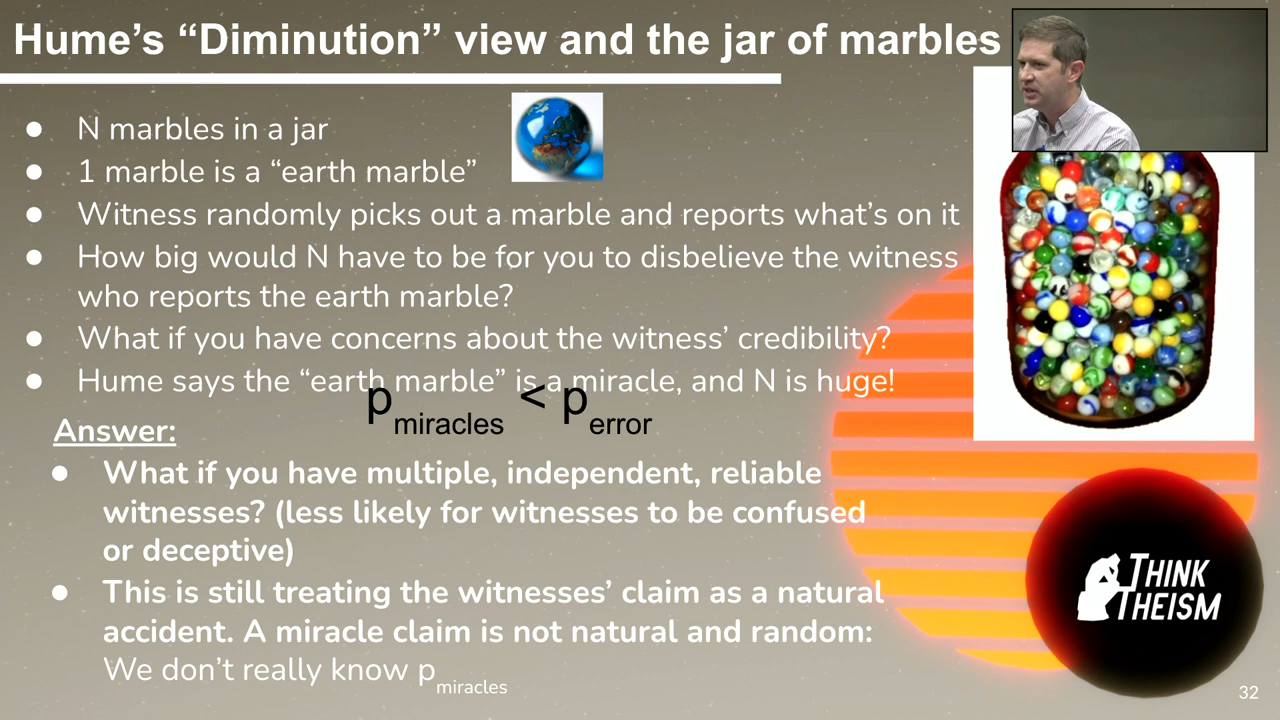 Hume’s “Diminution” view and the jar of marbles
● N marbles in a jar
● 1 marble is a “earth marble”
● Witness randomly picks out a marble and reports what’s on it
● How big would N have to be for you to disbelieve the witness
who reports the earth marble?
● What if you have concerns about the witness’ credibility?
● Hume says the “earth marble” is a miracle, and N is huge!
p miracles < p error
Answer:
● What if you have multiple, independent, reliable
witnesses? (less likely for witnesses to be confused
or deceptive)
● This is still treating the witnesses’ claim as a natural
accident. A miracle claim is not natural and random:
We don’t really know p miracles
THINK
THEISM
32